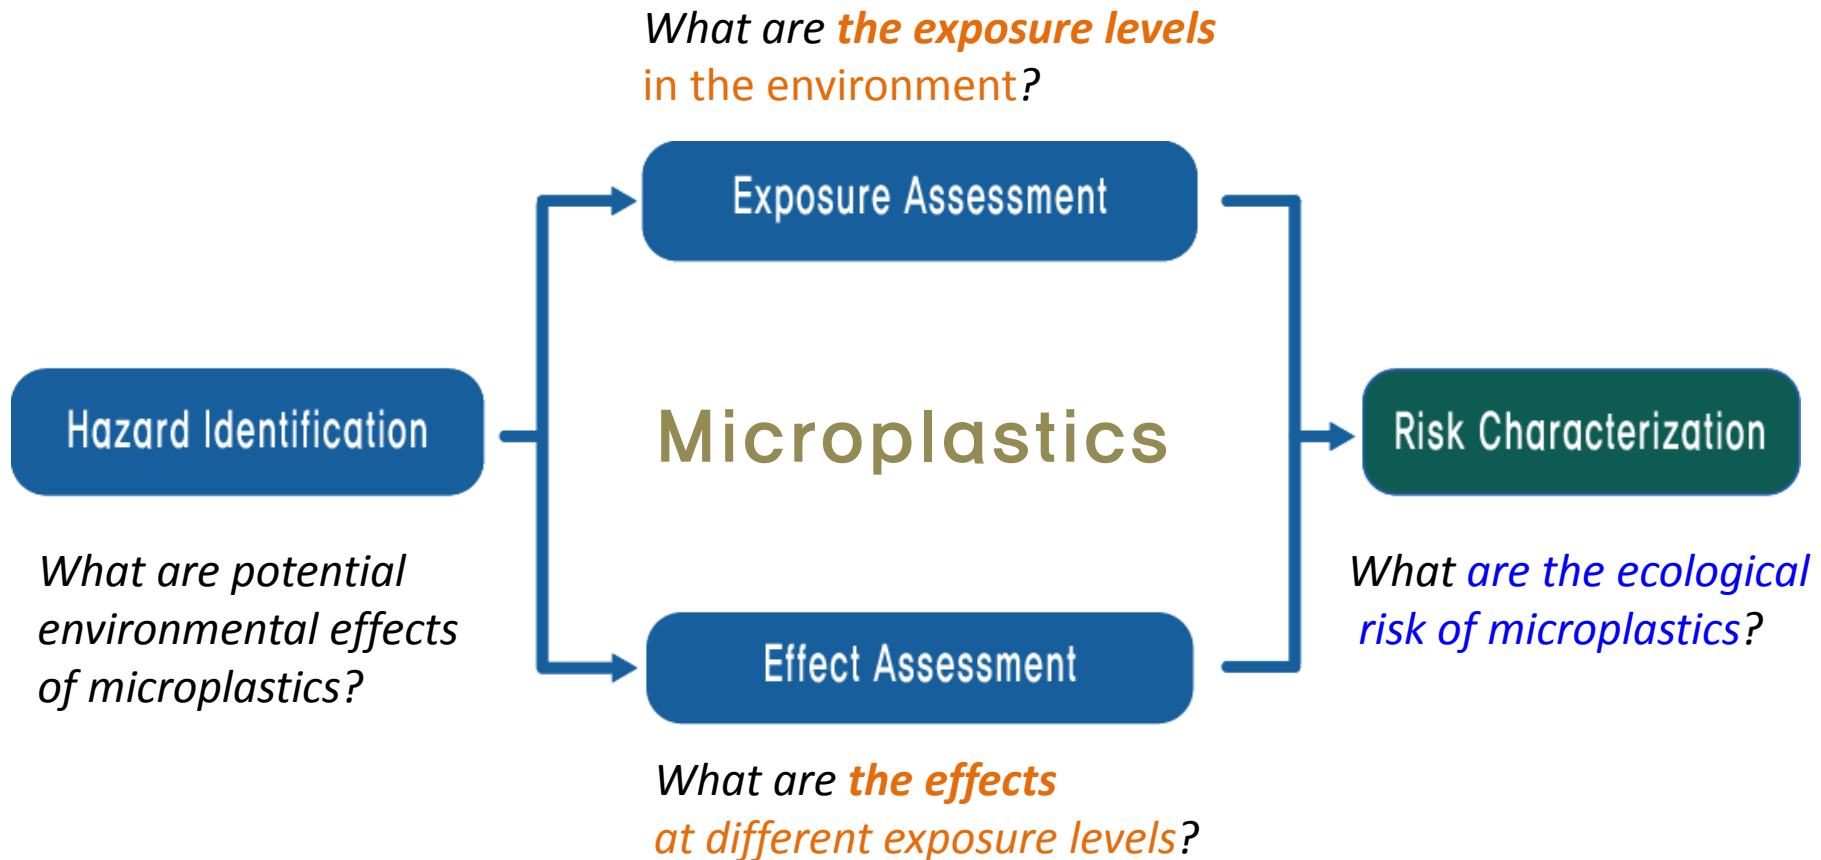 What are the exposure levels
in the environment?
Exposure Assessment
Hazard Identification
Microplastics
Risk Characterization
What are potential
environmental effects
of microplastics?
What are the ecological
risk of microplastics?
Effect Assessment
What are the effects
at different exposure levels?